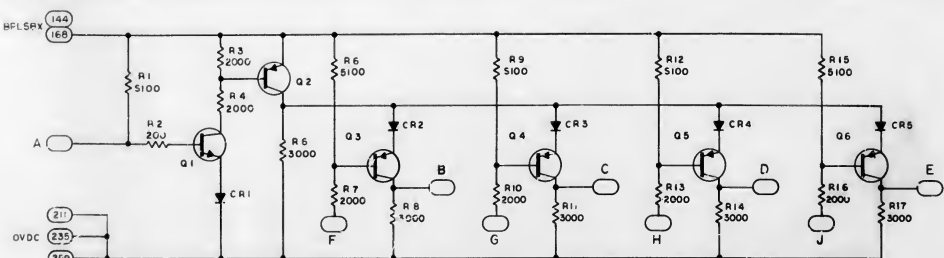 BPLSBX
144
168
R1
5100
R2
200
A
Q1
R3
2000
R4
2000
CR1
Q2
R6
3000
R6
5100
R7
2000
F
Q3
CR2
B
R8
3000
R9
5100
R10
2000
G
Q4
CR3
C
R11
3000
R12
5100
R13
2000
H
Q5
CR4
D
R14
3000
R15
5100
R16
2000
J
Q6
CR5
E
R17
3000
211
0VDC
235